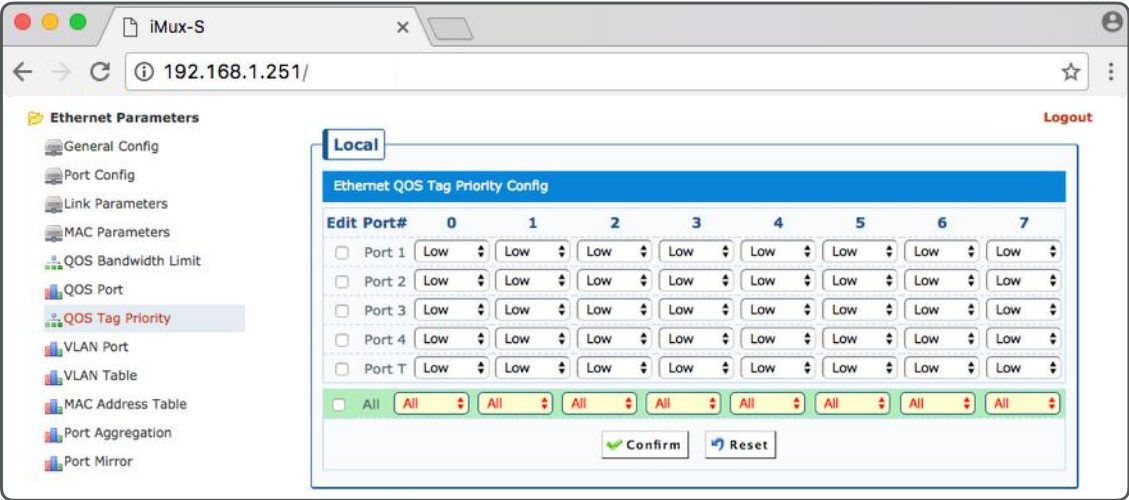 iMux-S
192.168.1.251/
Ethernet Parameters
General Config
Port Config
Link Parameters
MAC Parameters
QOS Bandwidth Limit
QOS Port
QOS Tag Priority
VLAN Port
VLAN Table
MAC Address Table
Port Aggregation
Port Mirror
Logout
Local
Ethernet QOS Tag Priority Config
Edit Port# 0 1 2 3 4 5 6 7
Port 1 Low Low Low Low Low Low Low Low
Port 2 Low Low Low Low Low Low Low Low
Port 3 Low Low Low Low Low Low Low Low
Port 4 Low Low Low Low Low Low Low Low
Port T Low Low Low Low Low Low Low Low
All All All All All All All All All
Confirm Reset